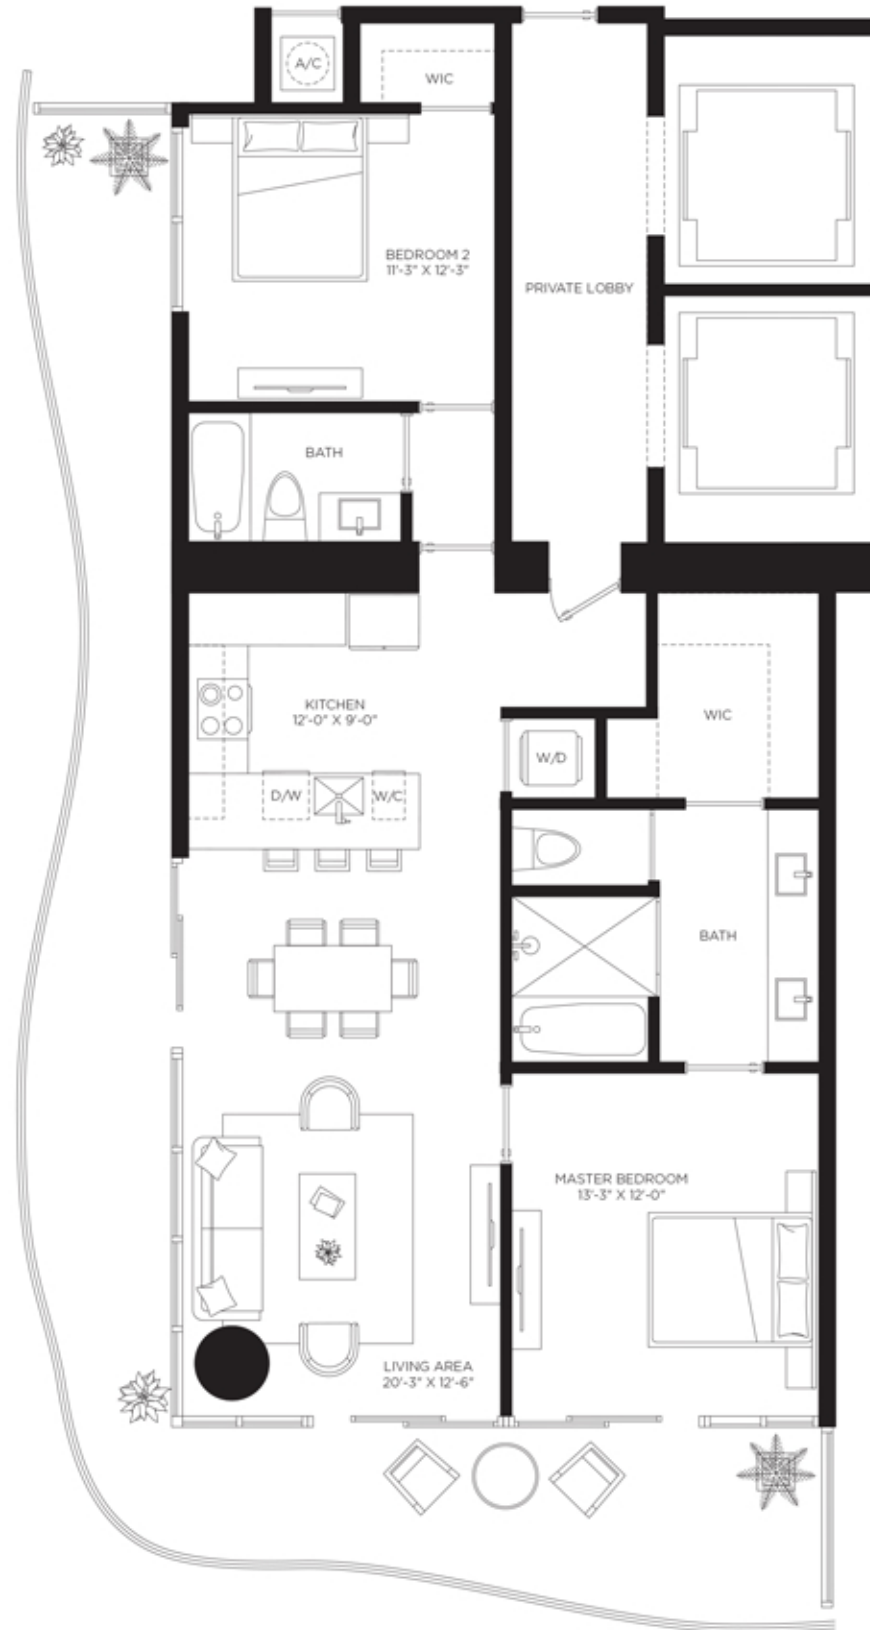 A/C
WIC
BEDROOM 2
11'-3" X 12'-3"
PRIVATE LOBBY
BATH
KITCHEN
12'-0" X 9'-0"
WIC
W/D
D/W
W/C
BATH
MASTER BEDROOM
13'-3" X 12'-0"
LIVING AREA
20'-3" X 12'-6"